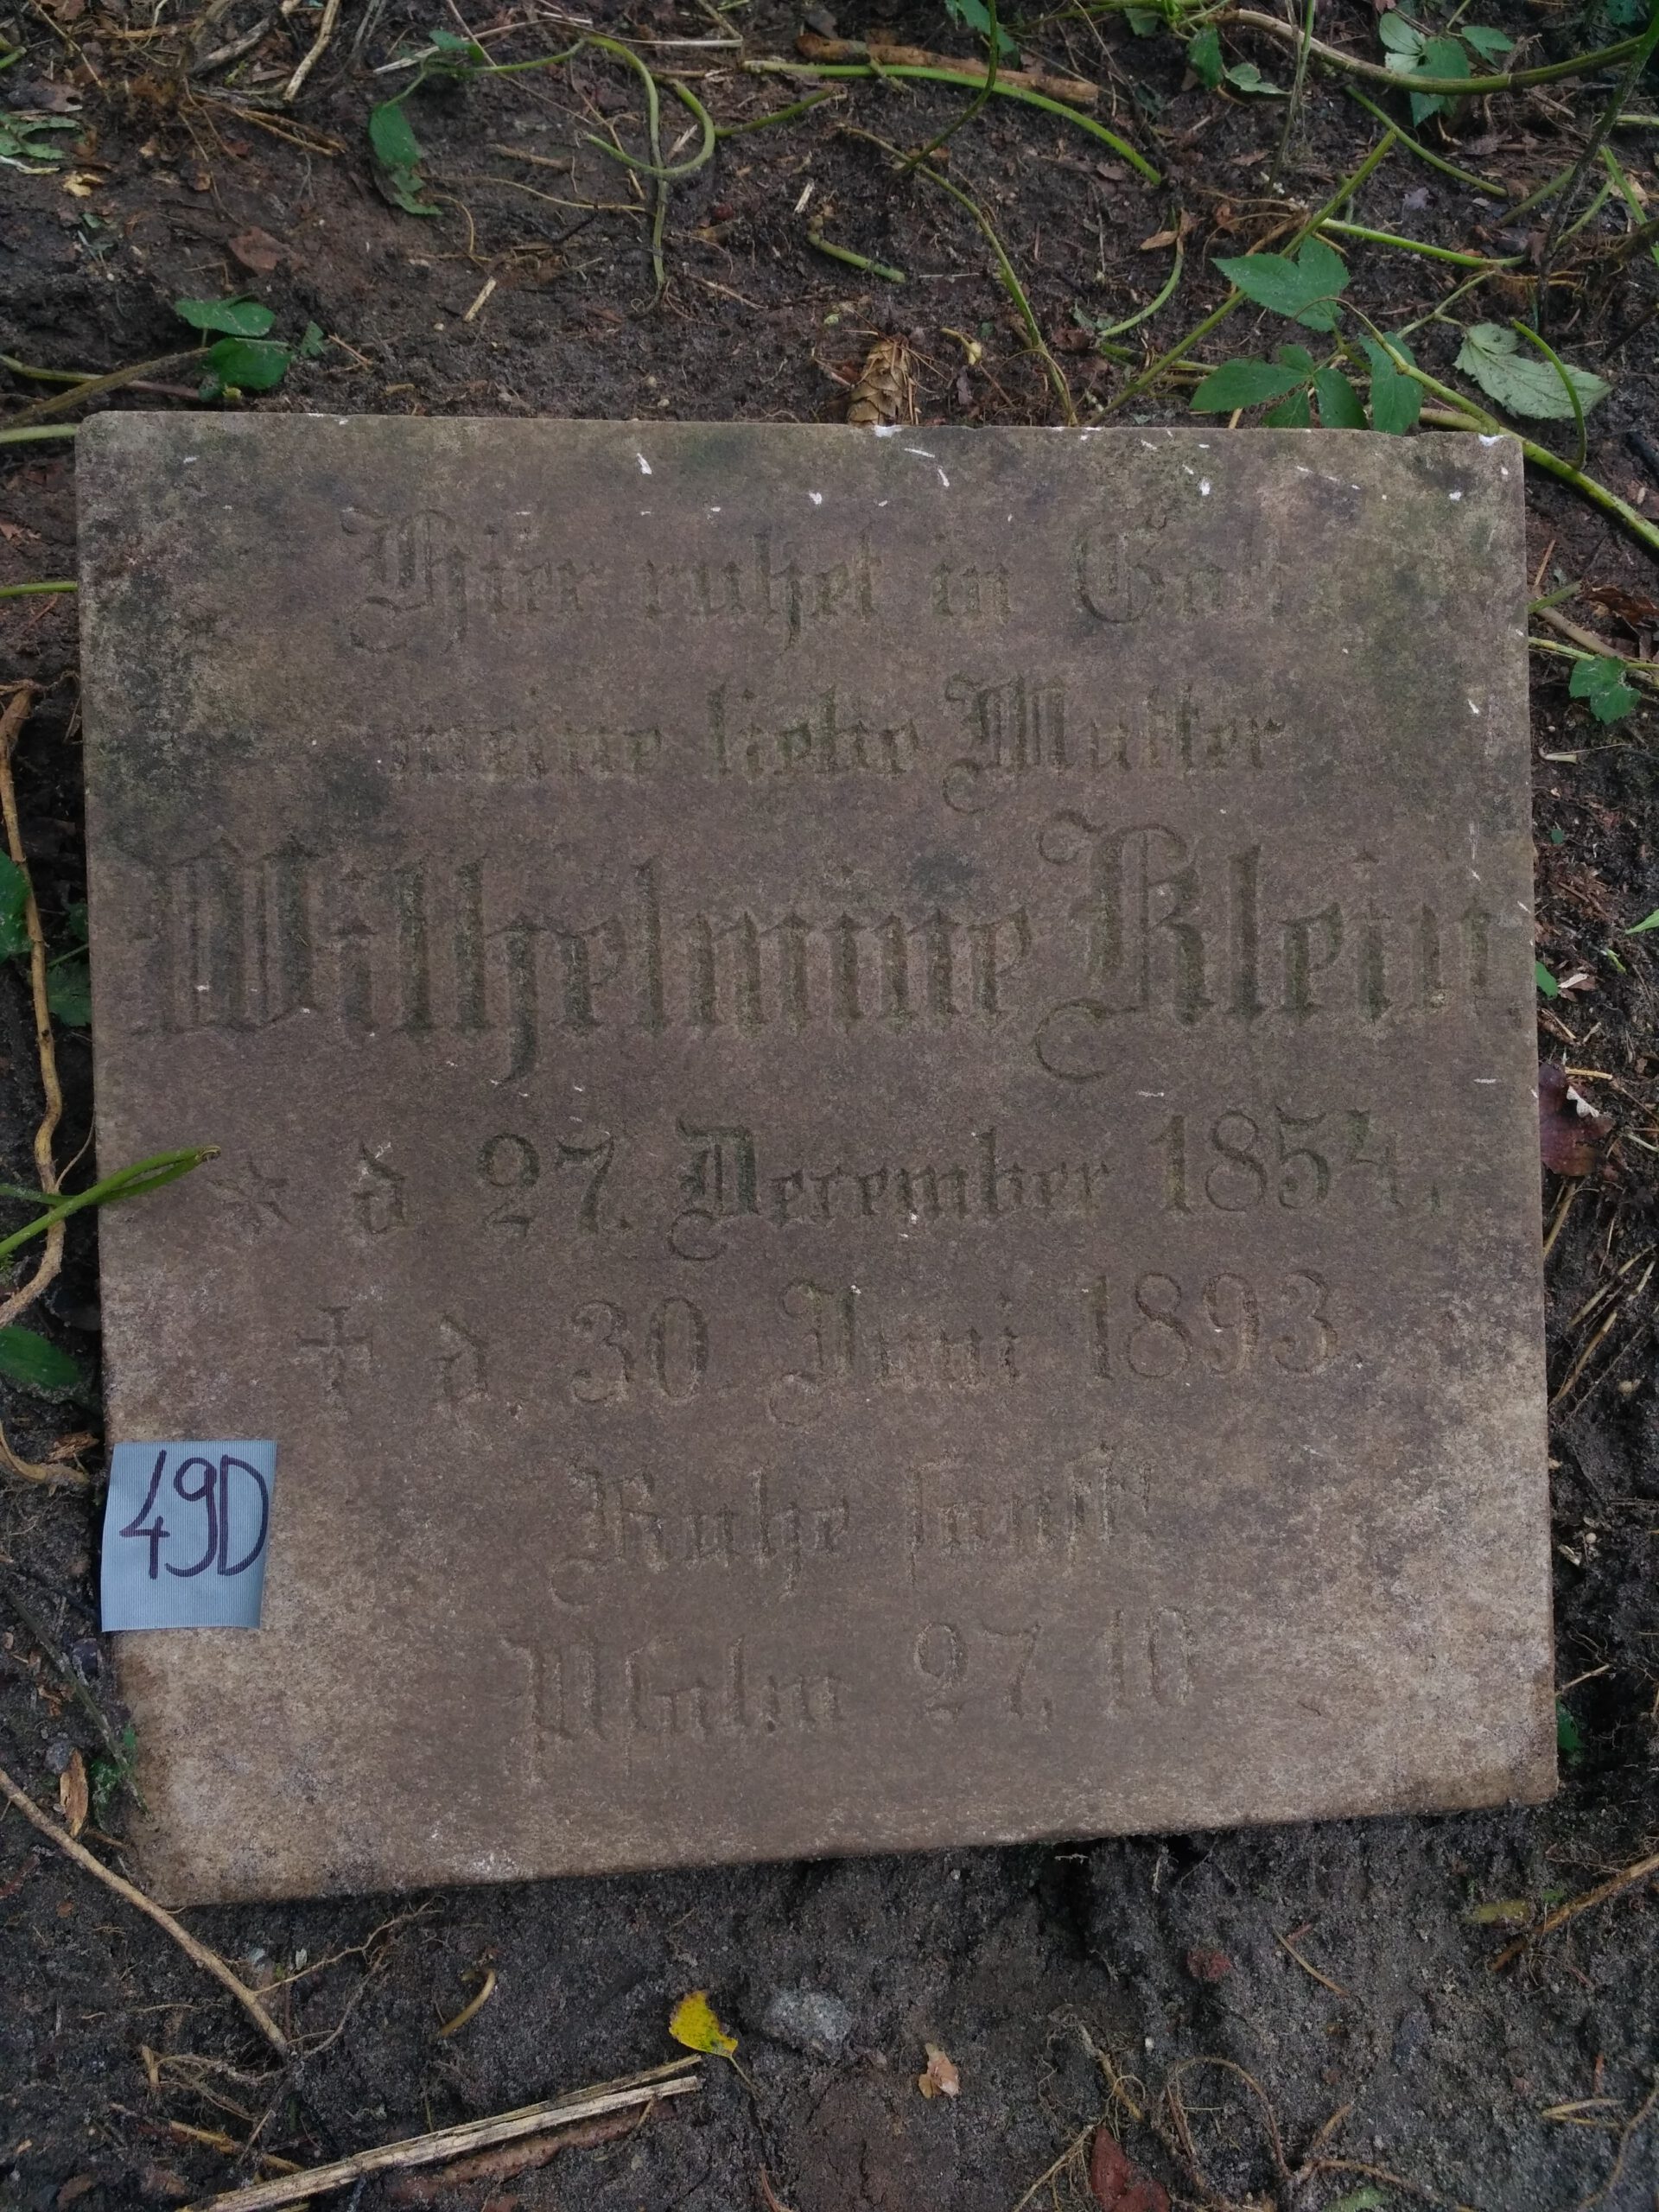 Hier ruhet in Gott
meine liebe Mutter
Wilhelmine Klein
* d 27. December 1854,
† d 30 Juni 1893
Ruhe sanft!
Psalm 27, 10
49D